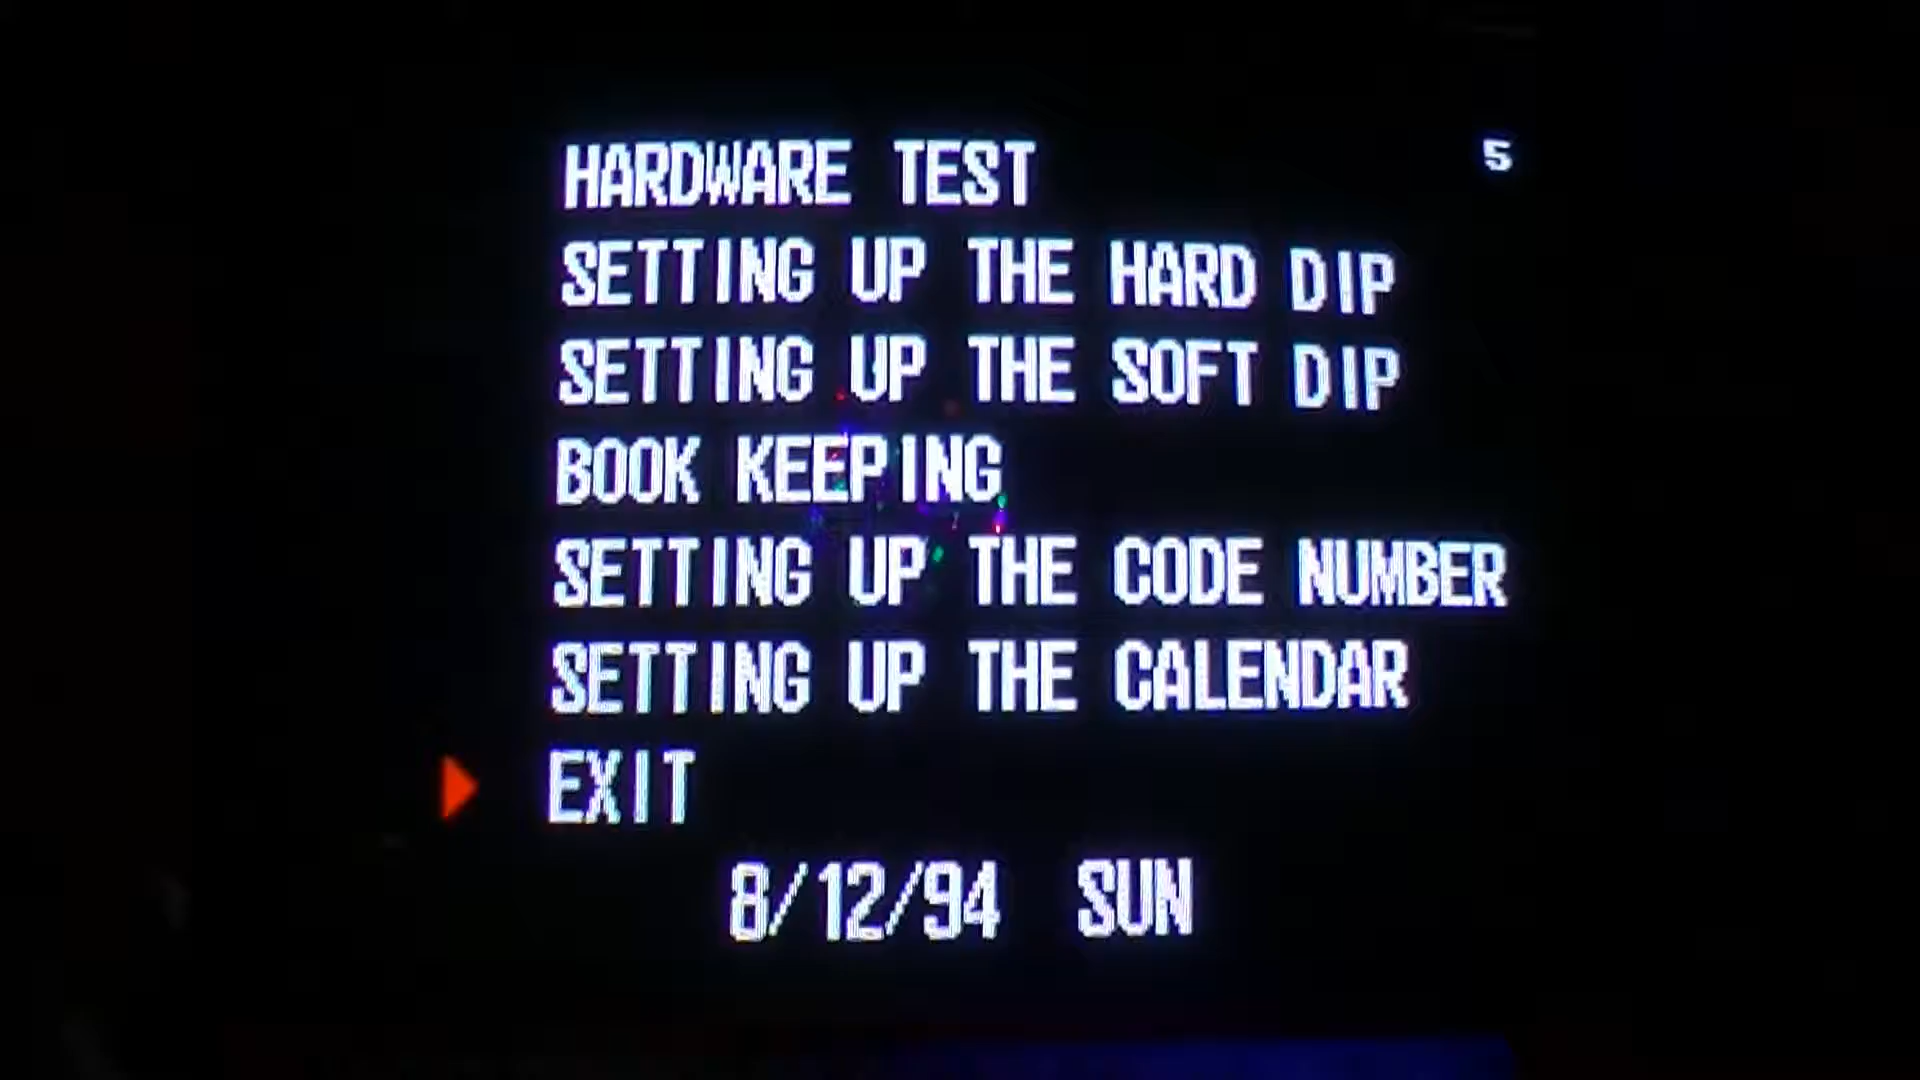 HARDWARE TEST 5
SETTING UP THE HARD DIP
SETTING UP THE SOFT DIP
BOOK KEEPING
SETTING UP THE CODE NUMBER
SETTING UP THE CALENDAR
EXIT
8/12/94 SUN